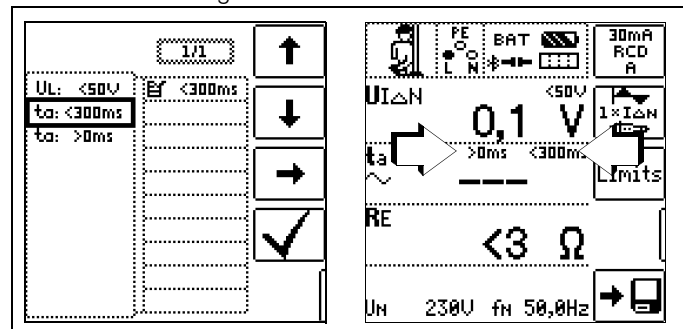 1/1
UL: <50V
ta: <300ms
ta: >0ms
<300ms
PE
L N
BAT
30mA
RCD
A
UI△N
<50V
0,1 V
1×I△N
ta
>0ms <300ms
---
Limits
RE
<3 Ω
UN 230V fN 50,0Hz